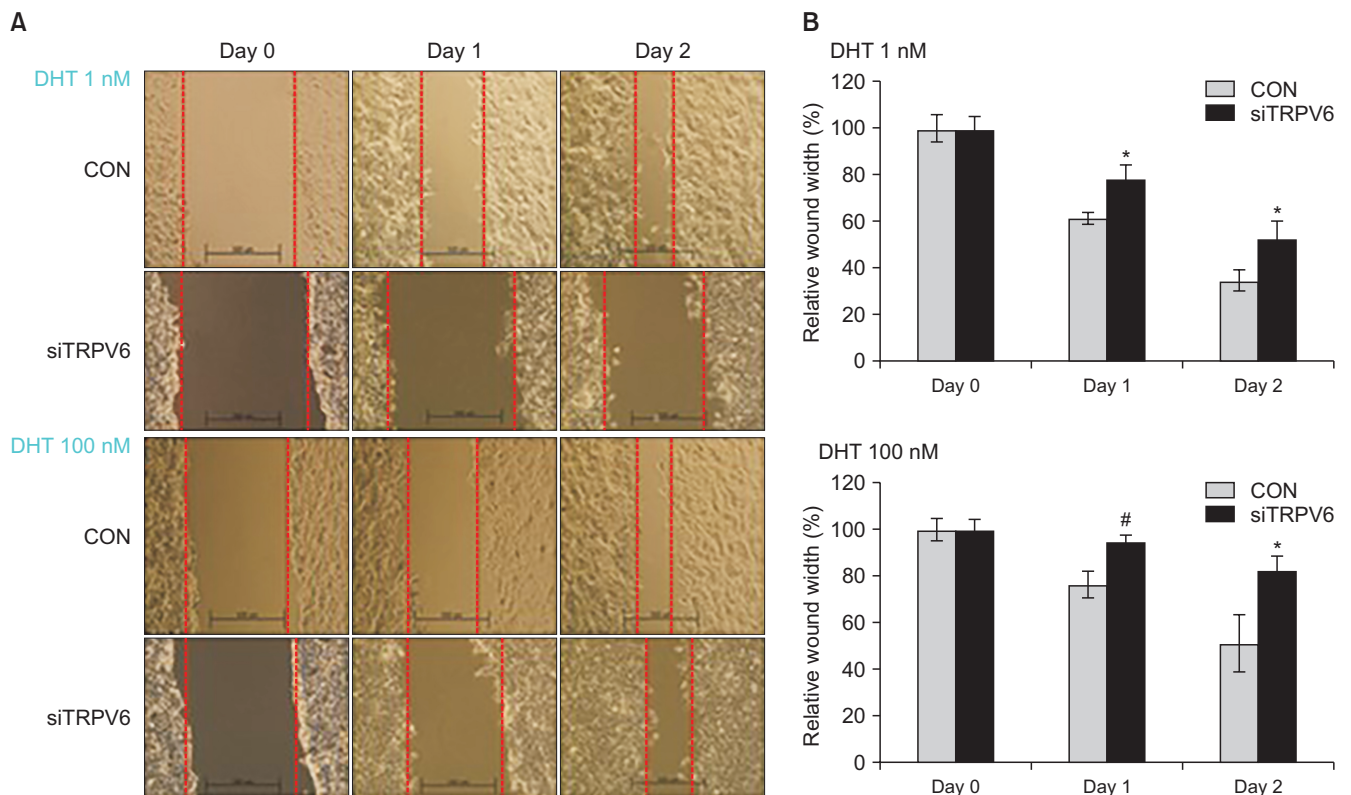 A
Day 0 Day 1 Day 2
DHT 1 nM
CON
siTRPV6
DHT 100 nM
CON
siTRPV6
B
DHT 1 nM
Relative wound width (%)
120
100
80
60
40
20
0
CON
siTRPV6
*
*
Day 0 Day 1 Day 2
DHT 100 nM
Relative wound width (%)
120
100
80
60
40
20
0
CON
siTRPV6
#
*
Day 0 Day 1 Day 2